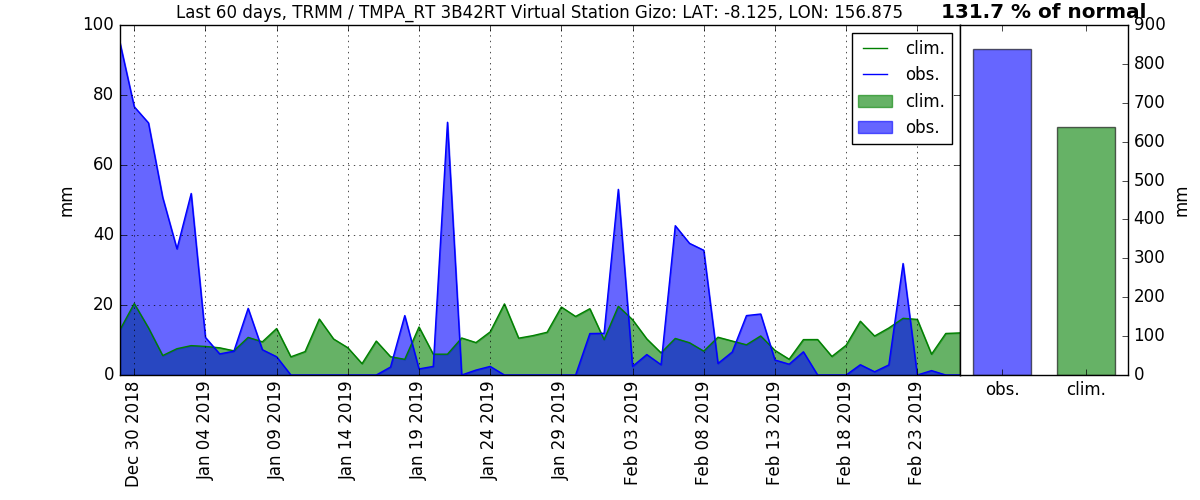 Last 60 days, TRMM / TMPA_RT 3B42RT Virtual Station Gizo: LAT: -8.125, LON: 156.875
131.7 % of normal
100
80
60
40
20
0
mm
clim.
obs.
clim.
obs.
900
800
700
600
500
400
300
200
100
0
mm
Dec 30 2018
Jan 04 2019
Jan 09 2019
Jan 14 2019
Jan 19 2019
Jan 24 2019
Jan 29 2019
Feb 03 2019
Feb 08 2019
Feb 13 2019
Feb 18 2019
Feb 23 2019
obs.
clim.